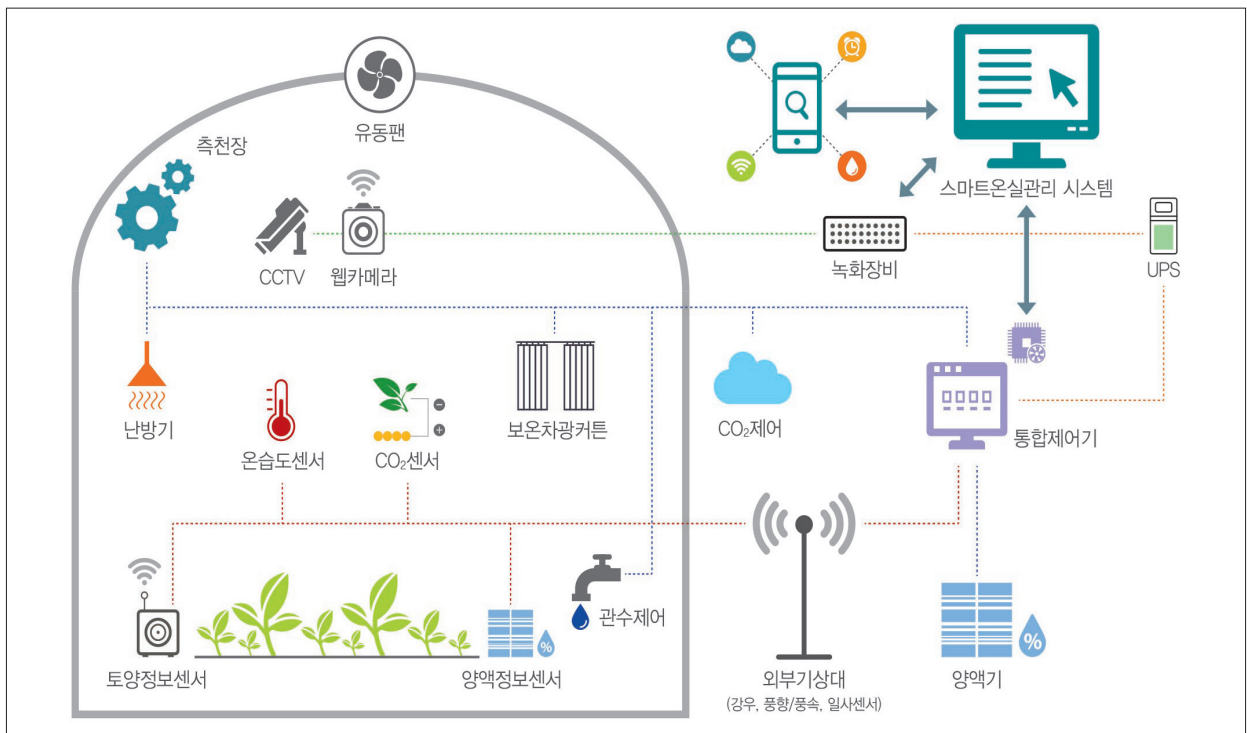 유동팬
측천장
스마트온실관리 시스템
CCTV
웹카메라
녹화장비
UPS
난방기
온습도센서
CO₂센서
보온차광커튼
CO₂제어
통합제어기
토양정보센서
양액정보센서
%
관수제어
외부기상대
(강우, 풍향/풍속, 일사센서)
양액기
%